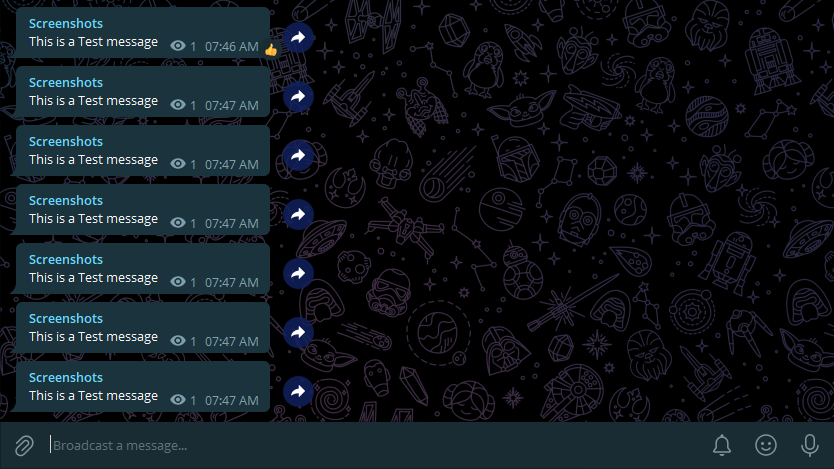 Screenshots
This is a Test message 1 07:46 AM 👍
Screenshots
This is a Test message 1 07:47 AM
Screenshots
This is a Test message 1 07:47 AM
Screenshots
This is a Test message 1 07:47 AM
Screenshots
This is a Test message 1 07:47 AM
Screenshots
This is a Test message 1 07:47 AM
Screenshots
This is a Test message 1 07:47 AM
Broadcast a message...